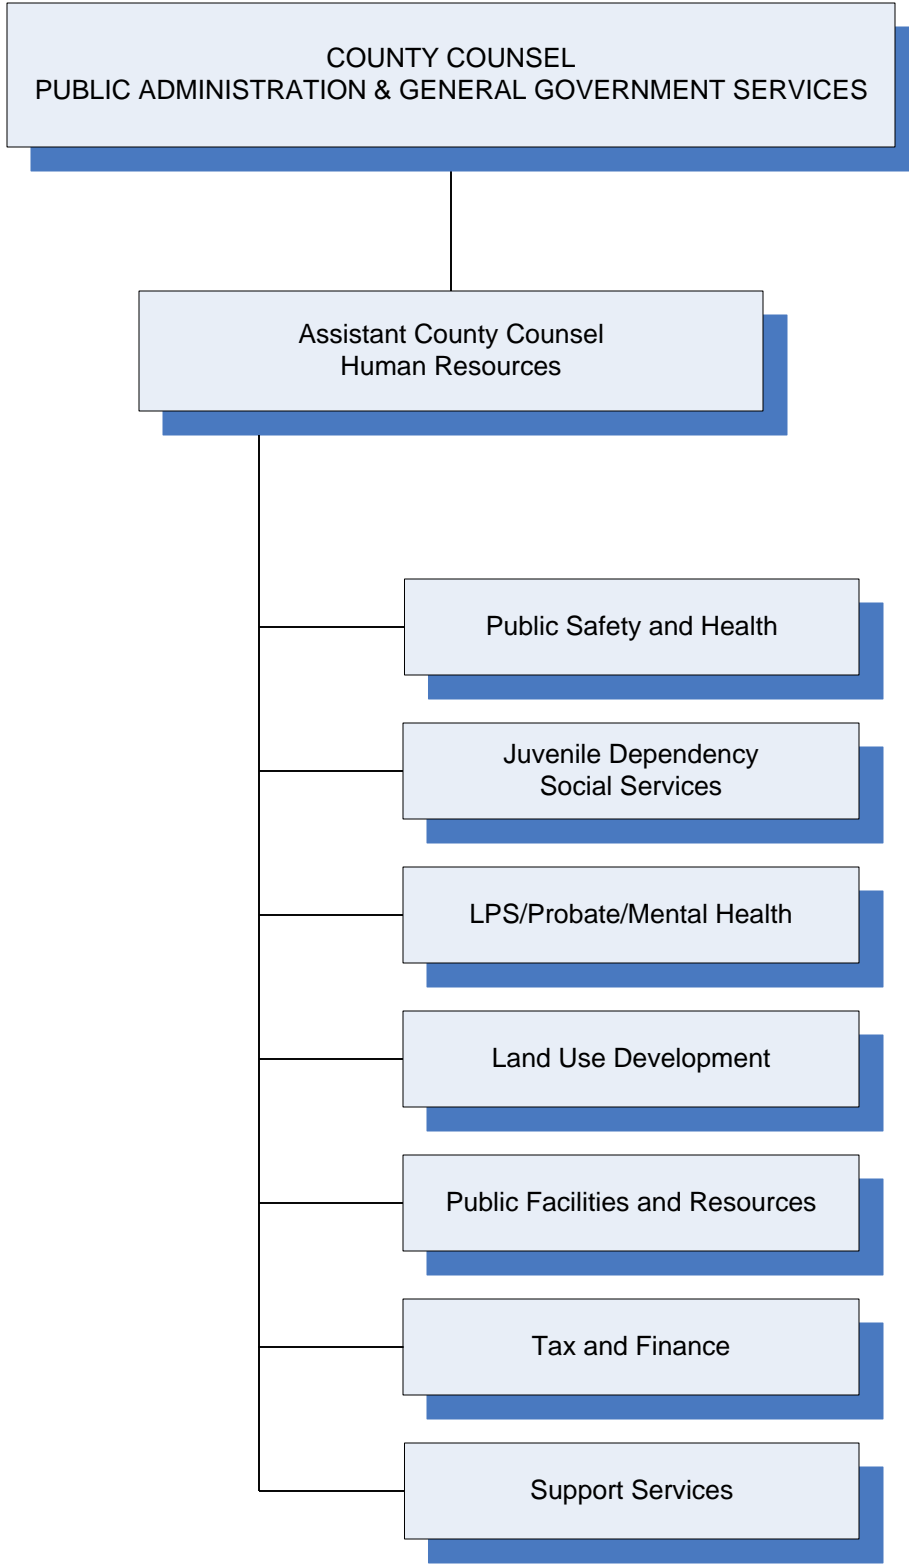 COUNTY COUNSEL
PUBLIC ADMINISTRATION & GENERAL GOVERNMENT SERVICES
Assistant County Counsel
Human Resources
Public Safety and Health
Juvenile Dependency
Social Services
LPS/Probate/Mental Health
Land Use Development
Public Facilities and Resources
Tax and Finance
Support Services